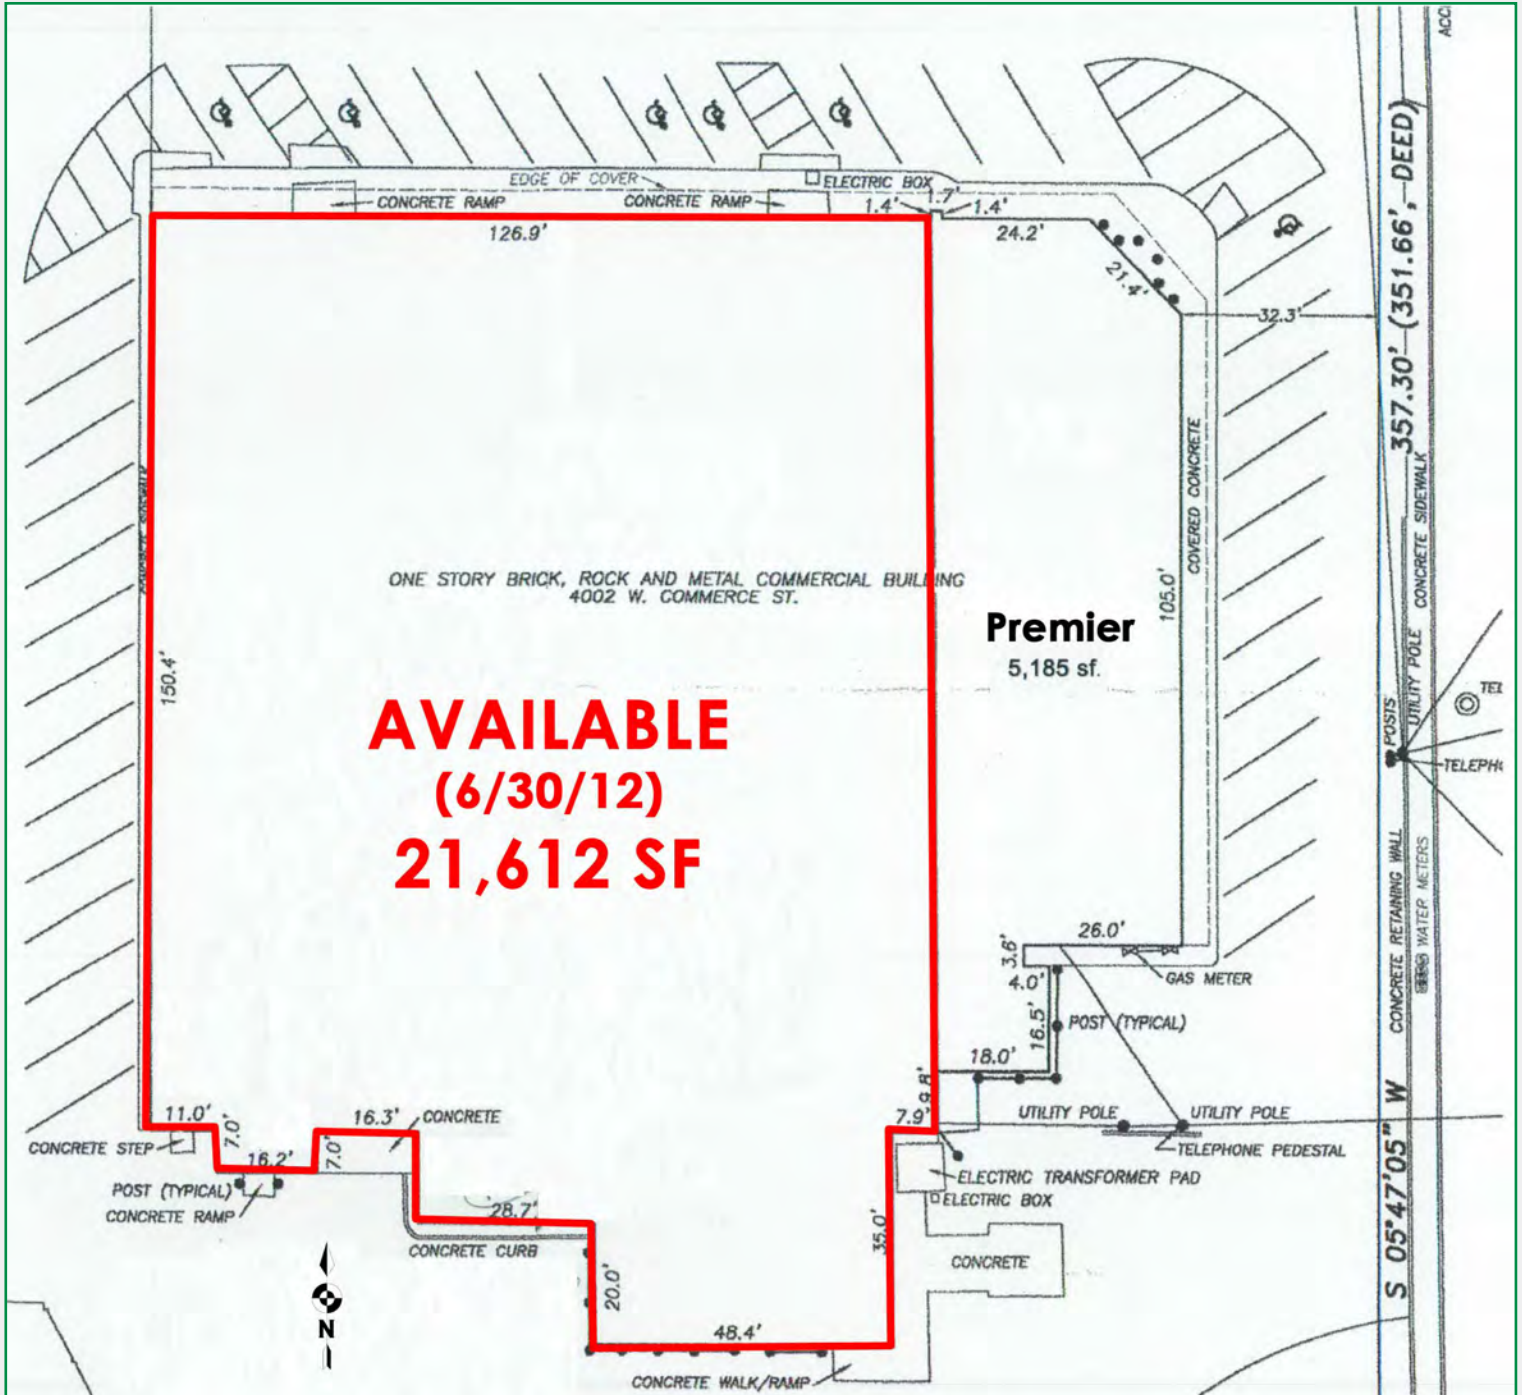 ACC
EDGE OF COVER
ELECTRIC BOX
CONCRETE RAMP
CONCRETE RAMP
1.4'
1.7'
1.4'
126.9'
24.2'
21.4'
32.3'
357.30' (351.66', DEED)
COVERED CONCRETE
CONCRETE SIDEWALK
ONE STORY BRICK, ROCK AND METAL COMMERCIAL BUILDING
4002 W. COMMERCE ST.
105.0'
Premier
5,185 sf.
150.4'
UTILITY POLE
POSTS
TELEPH
AVAILABLE
(6/30/12)
21,612 SF
CONCRETE RETAINING WALL
WATER METERS
26.0'
3.6'
4.0'
GAS METER
16.5'
POST (TYPICAL)
18.0'
9.8'
7.9'
11.0'
7.0'
16.3'
CONCRETE
UTILITY POLE
UTILITY POLE
CONCRETE STEP
16.2'
7.0'
TELEPHONE PEDESTAL
POST (TYPICAL)
CONCRETE RAMP
ELECTRIC TRANSFORMER PAD
ELECTRIC BOX
28.7'
CONCRETE CURB
35.0'
CONCRETE
20.0'
S 05°47'05" W
N
48.4'
CONCRETE WALK/RAMP